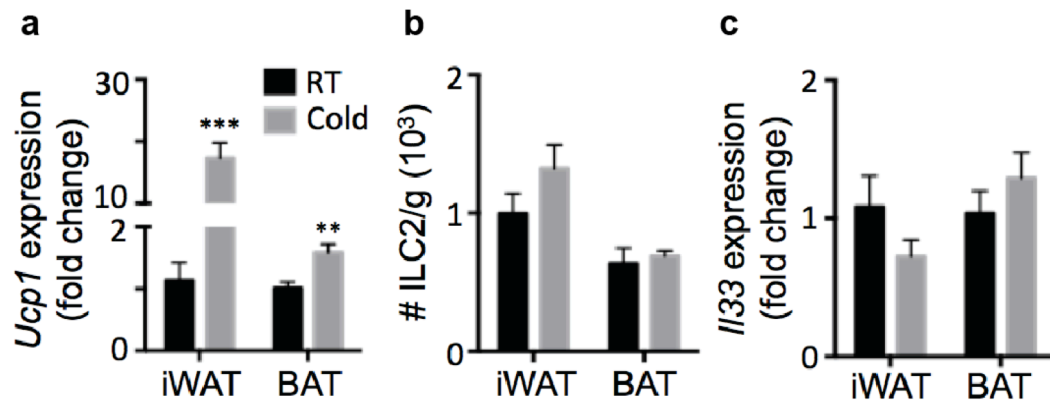 a
Ucp1 expression
(fold change)
30
10
2
0
RT
Cold
***
**
iWAT BAT
b
# ILC2/g (10³)
2
1
0
iWAT BAT
c
Il33 expression
(fold change)
2
1
0
iWAT BAT